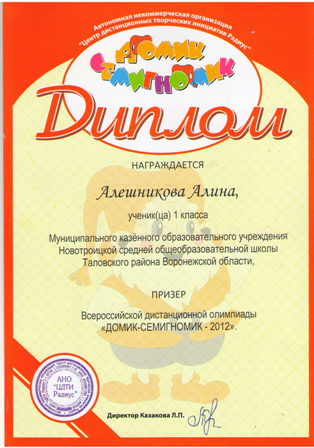 Автономная некоммерческая организация
"Центр дистанционных творческих инициатив Радиус"
ДОМИК
СЕМИГНОМИК
Диплом
НАГРАЖДАЕТСЯ
Алешникова Алина,
ученик(ца) 1 класса
Муниципального казённого образовательного учреждения
Новотроицкой средней общеобразовательной школы
Таловского района Воронежской области,
ПРИЗЕР
Всероссийской дистанционной олимпиады
«ДОМИК-СЕМИГНОМИК - 2012».
АНО
"ЦДТИ
Радиус"
Директор Казакова Л.П.